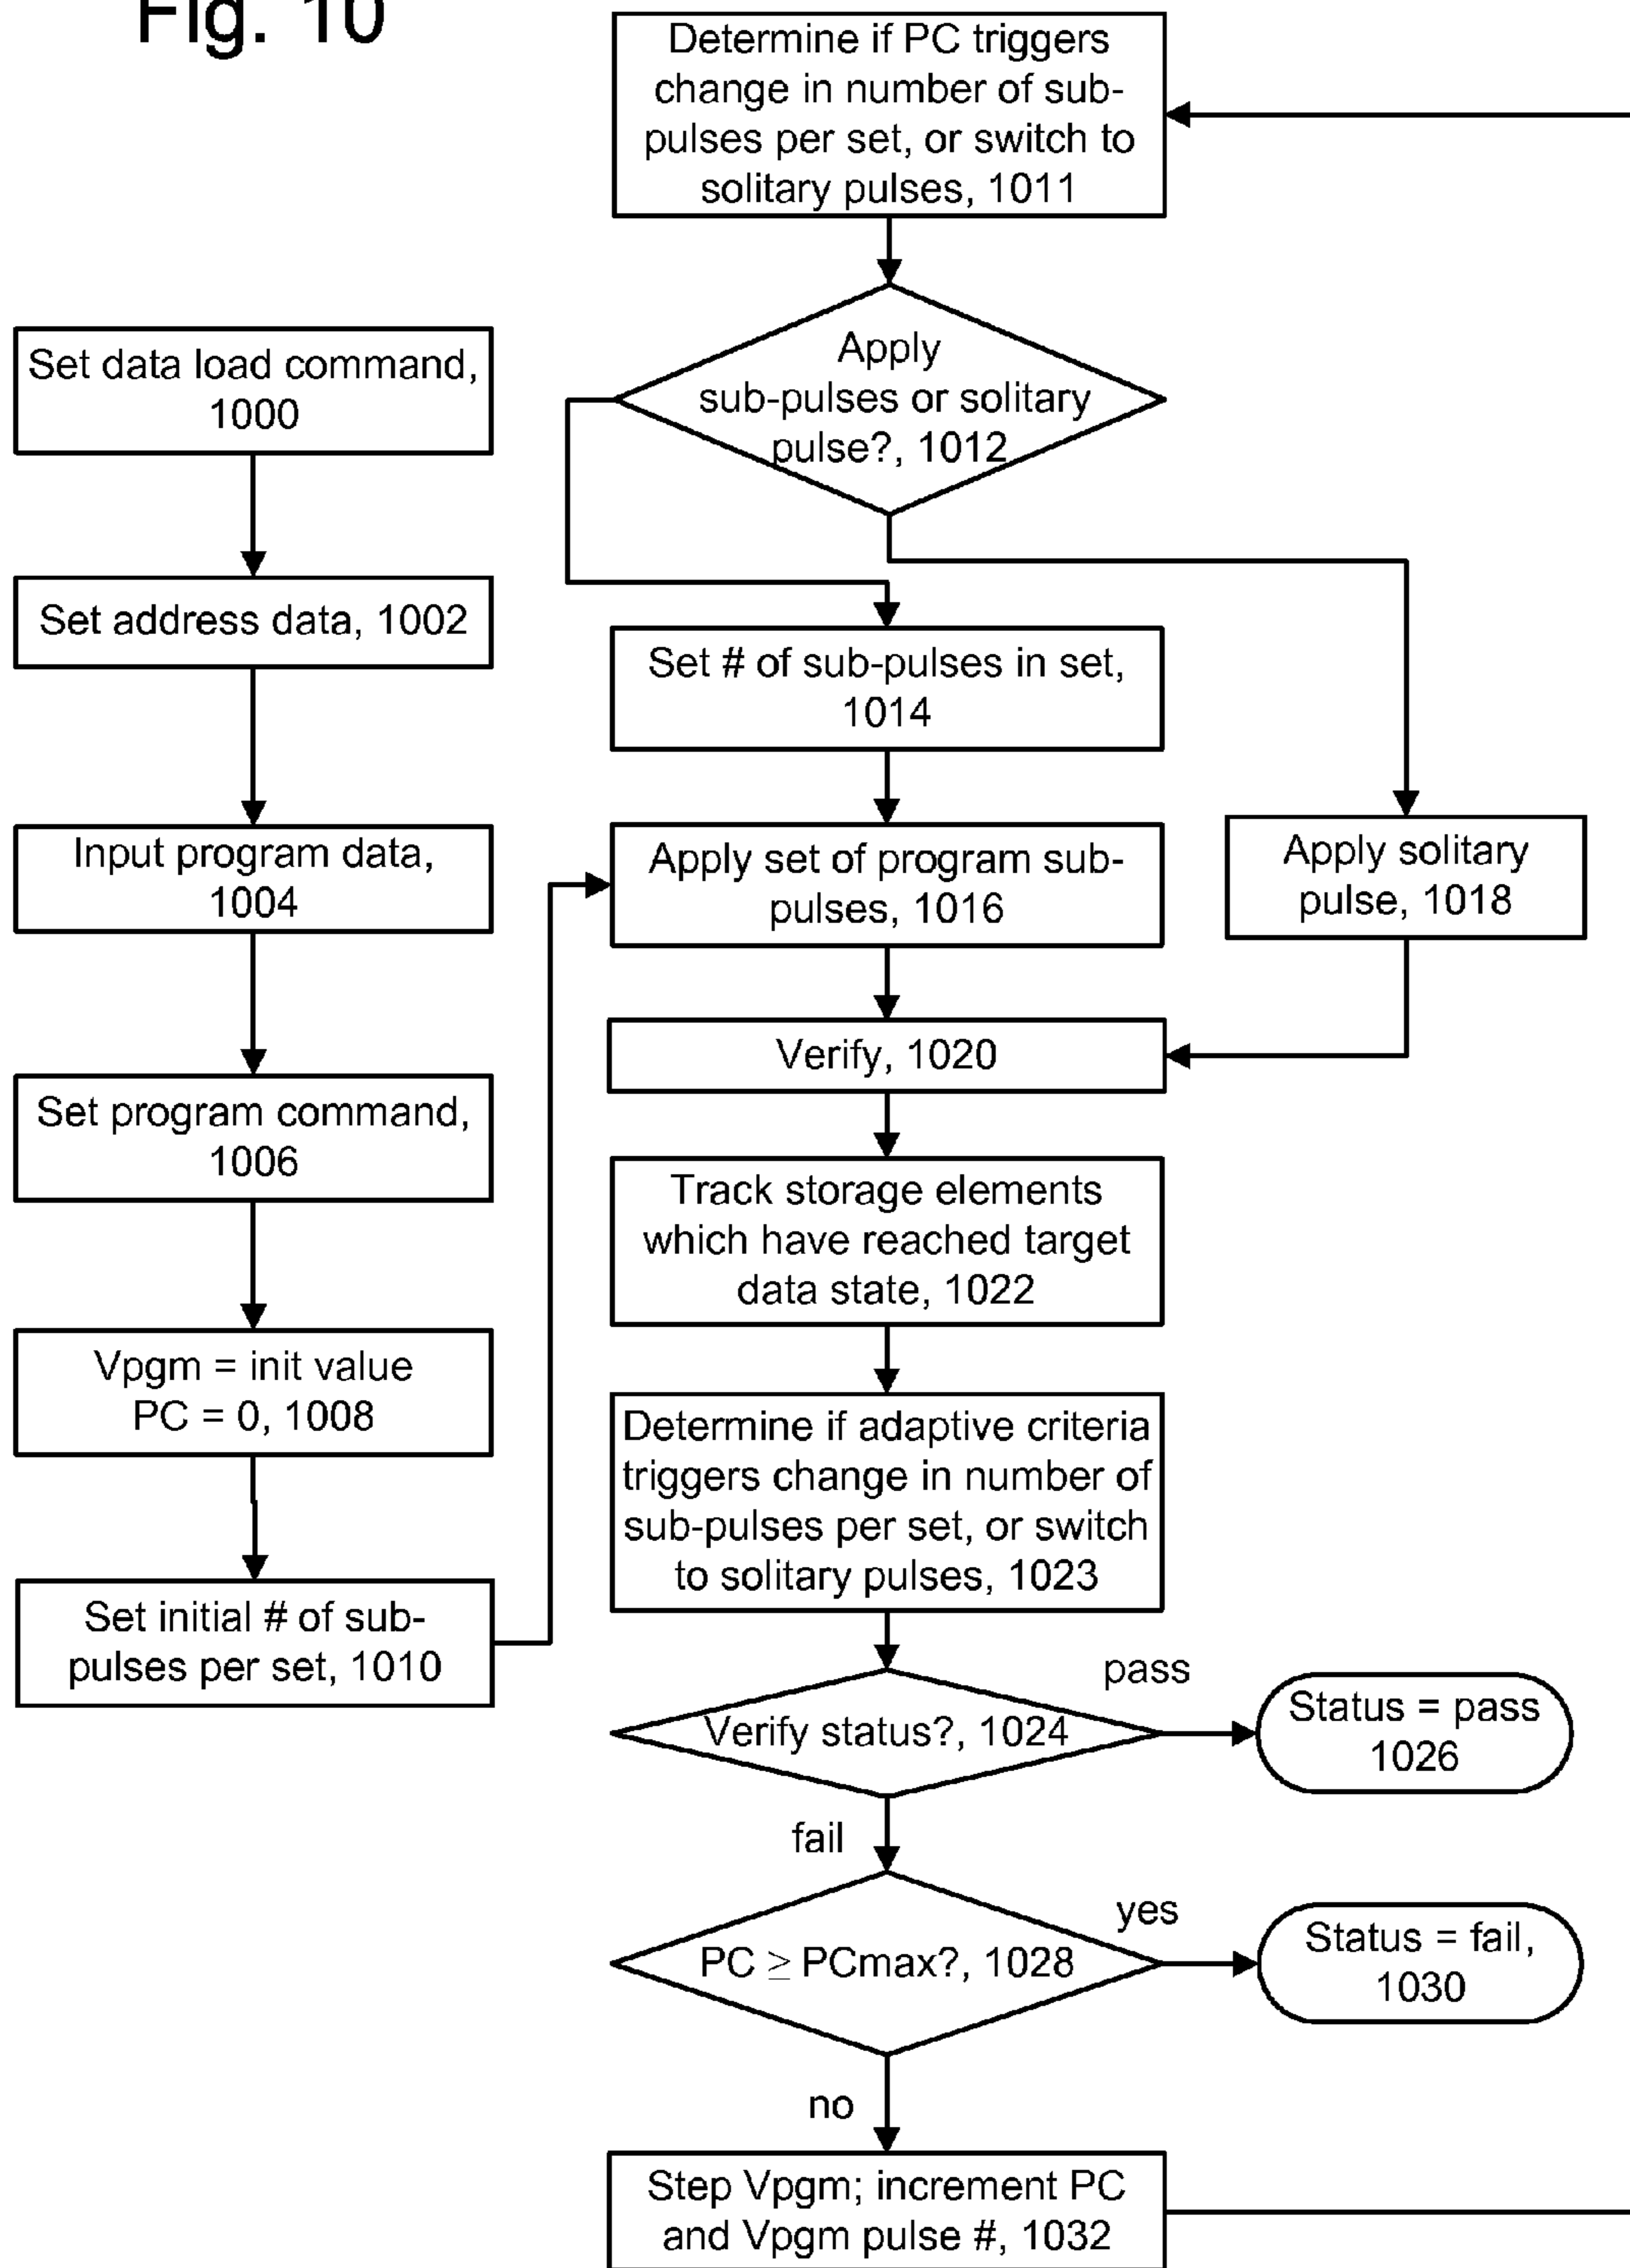 Fig. 10
Determine if PC triggers
change in number of sub-
pulses per set, or switch to
solitary pulses, 1011
Apply
sub-pulses or solitary
pulse?, 1012
Set data load command,
1000
Set address data, 1002
Input program data,
1004
Set program command,
1006
Vpgm = init value
PC = 0, 1008
Set initial # of sub-
pulses per set, 1010
Set # of sub-pulses in set,
1014
Apply set of program sub-
pulses, 1016
Apply solitary
pulse, 1018
Verify, 1020
Track storage elements
which have reached target
data state, 1022
Determine if adaptive criteria
triggers change in number of
sub-pulses per set, or switch
to solitary pulses, 1023
Verify status?, 1024
pass
Status = pass
1026
fail
PC ≥ PCmax?, 1028
yes
Status = fail,
1030
no
Step Vpgm; increment PC
and Vpgm pulse #, 1032